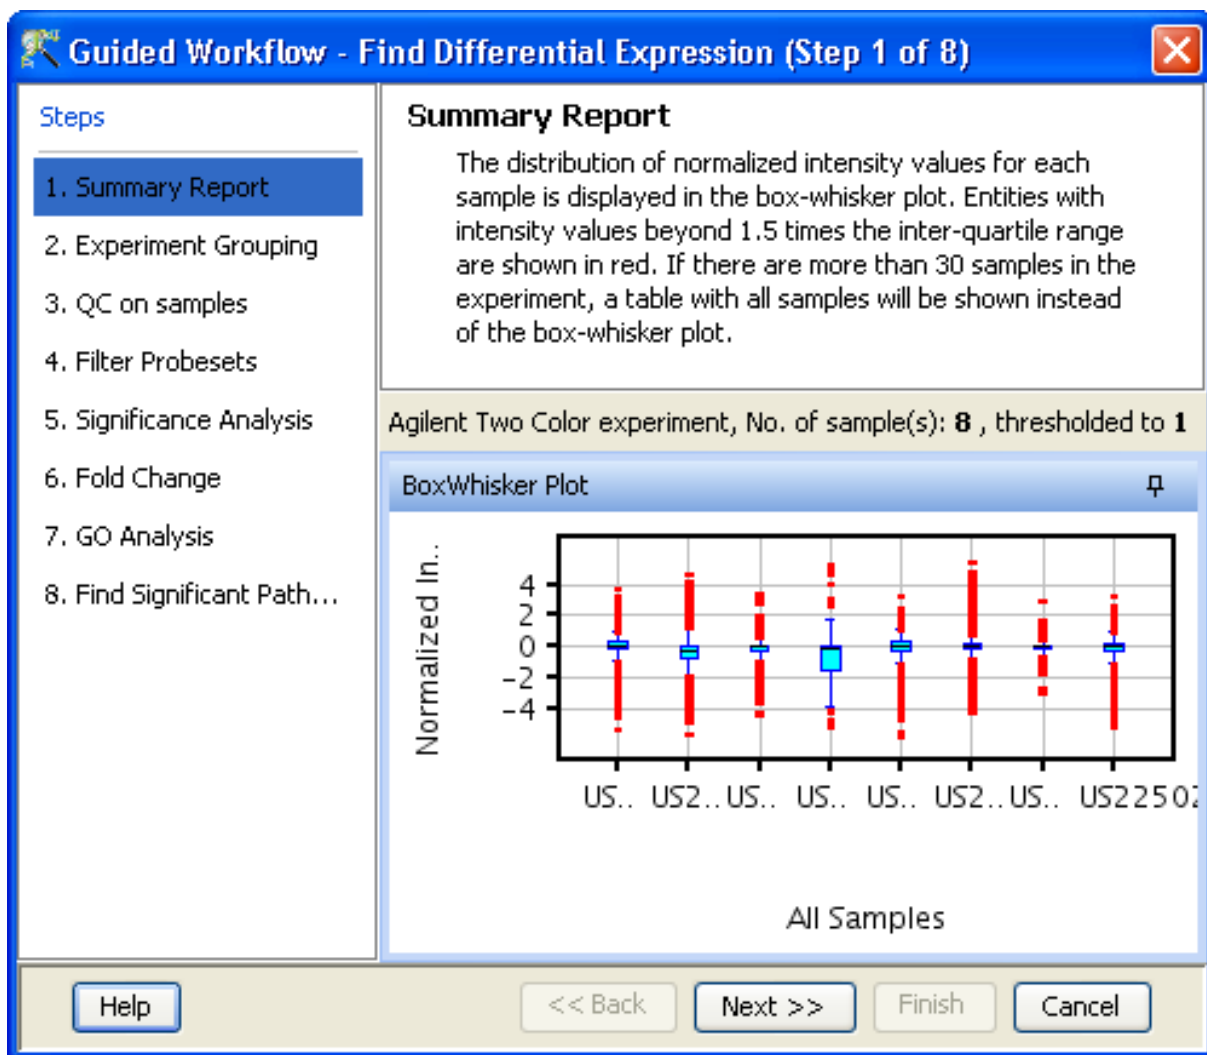 Guided Workflow - Find Differential Expression (Step 1 of 8)
Steps
1. Summary Report
2. Experiment Grouping
3. QC on samples
4. Filter Probesets
5. Significance Analysis
6. Fold Change
7. GO Analysis
8. Find Significant Path...
Summary Report
The distribution of normalized intensity values for each
sample is displayed in the box-whisker plot. Entities with
intensity values beyond 1.5 times the inter-quartile range
are shown in red. If there are more than 30 samples in the
experiment, a table with all samples will be shown instead
of the box-whisker plot.
Agilent Two Color experiment, No. of sample(s): 8 , thresholded to 1
BoxWhisker Plot
Normalized In..
4
2
0
-2
-4
US.. US2.. US.. US.. US.. US2.. US.. US22502
All Samples
Help
<< Back
Next >>
Finish
Cancel